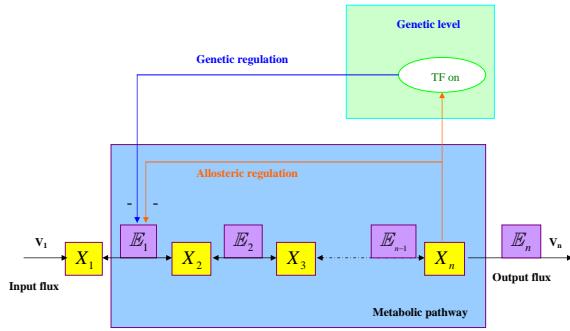 Genetic level
Genetic regulation
TF on
Allosteric regulation
- -
𝔼₁ 𝔼₂ 𝔼ₙ₋₁ 𝔼ₙ
V₁ Vₙ
X₁ X₂ X₃ Xₙ
Input flux Output flux
Metabolic pathway